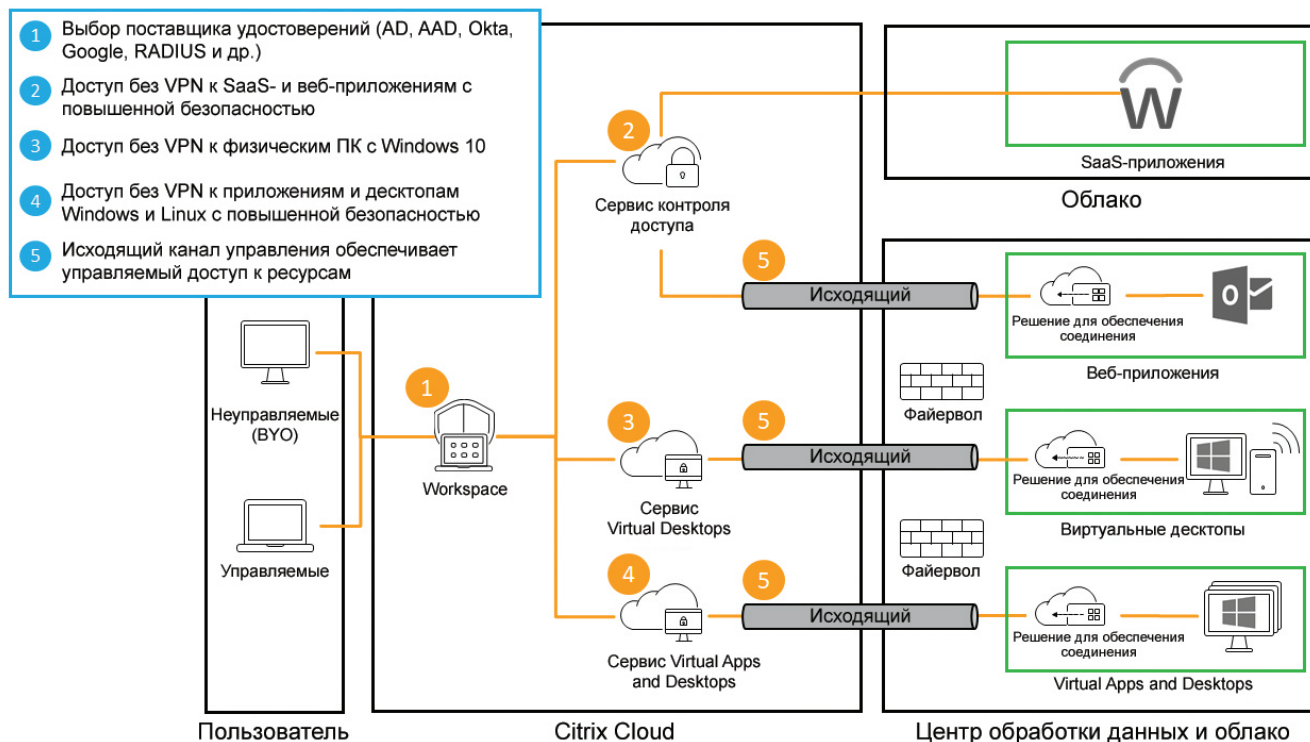 1
Выбор поставщика удостоверений (AD, AAD, Okta,
Google, RADIUS и др.)
2
Доступ без VPN к SaaS- и веб-приложениям с
повышенной безопасностью
3
Доступ без VPN к физическим ПК с Windows 10
4
Доступ без VPN к приложениям и десктопам
Windows и Linux с повышенной безопасностью
5
Исходящий канал управления обеспечивает
управляемый доступ к ресурсам
Неуправляемые
(BYO)
Управляемые
Пользователь
1
Workspace
2
Сервис контроля
доступа
5
Исходящий
3
Сервис
Virtual Desktops
5
Исходящий
4
Сервис Virtual Apps
and Desktops
5
Исходящий
Citrix Cloud
W
SaaS-приложения
Облако
Решение для обеспечения
соединения
O
Веб-приложения
Файервол
Решение для обеспечения
соединения
Виртуальные десктопы
Файервол
Решение для обеспечения
соединения
Virtual Apps and Desktops
Центр обработки данных и облако